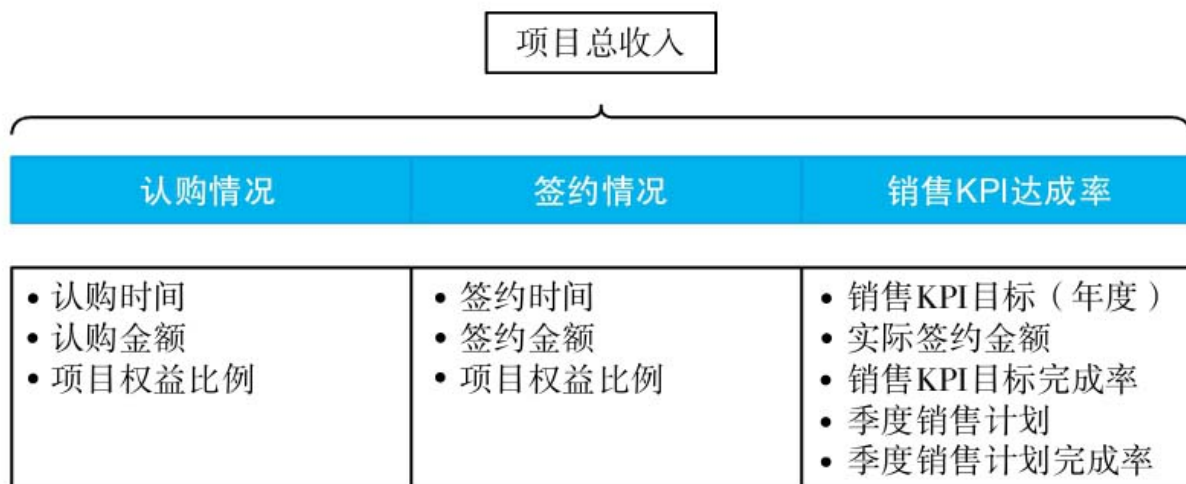 项目总收入
认购情况
签约情况
销售KPI达成率
• 认购时间
• 认购金额
• 项目权益比例
• 签约时间
• 签约金额
• 项目权益比例
• 销售KPI目标（年度）
• 实际签约金额
• 销售KPI目标完成率
• 季度销售计划
• 季度销售计划完成率